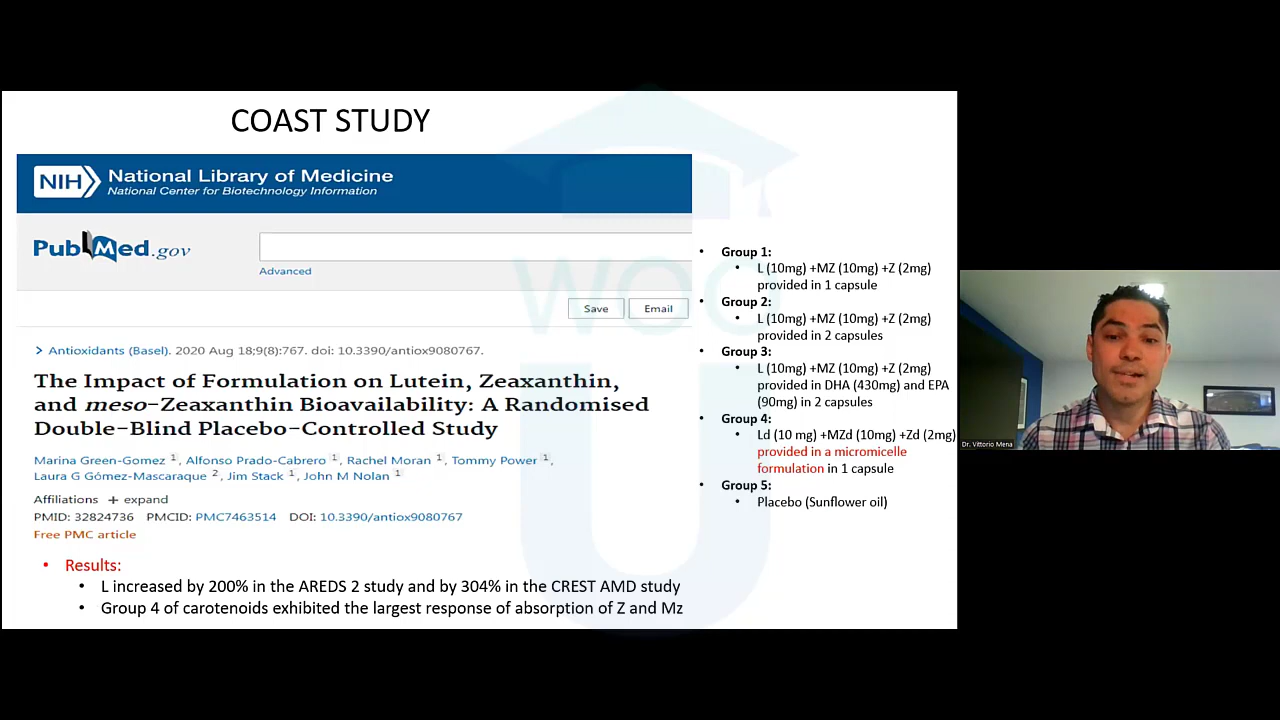 COAST STUDY
NIH National Library of Medicine
National Center for Biotechnology Information
PubMed.gov
Advanced
Save Email
Antioxidants (Basel). 2020 Aug 18;9(8):767. doi: 10.3390/antiox9080767.
The Impact of Formulation on Lutein, Zeaxanthin,
and meso-Zeaxanthin Bioavailability: A Randomised
Double-Blind Placebo-Controlled Study
Marina Green-Gomez 1, Alfonso Prado-Cabrero 1, Rachel Moran 1, Tommy Power 1,
Laura G Gómez-Mascaraque 2, Jim Stack 1, John M Nolan 1
Affiliations + expand
PMID: 32824736 PMCID: PMC7463514 DOI: 10.3390/antiox9080767
Free PMC article
• Results:
• L increased by 200% in the AREDS 2 study and by 304% in the CREST AMD study
• Group 4 of carotenoids exhibited the largest response of absorption of Z and Mz
• Group 1:
• L (10mg) +MZ (10mg) +Z (2mg)
provided in 1 capsule
• Group 2:
• L (10mg) +MZ (10mg) +Z (2mg)
provided in 2 capsules
• Group 3:
• L (10mg) +MZ (10mg) +Z (2mg)
provided in DHA (430mg) and EPA
(90mg) in 2 capsules
• Group 4:
• Ld (10 mg) +MZd (10mg) +Zd (2mg)
provided in a micromicelle
formulation in 1 capsule
• Group 5:
• Placebo (Sunflower oil)
WOO
U
Dr. Vittorio Mena